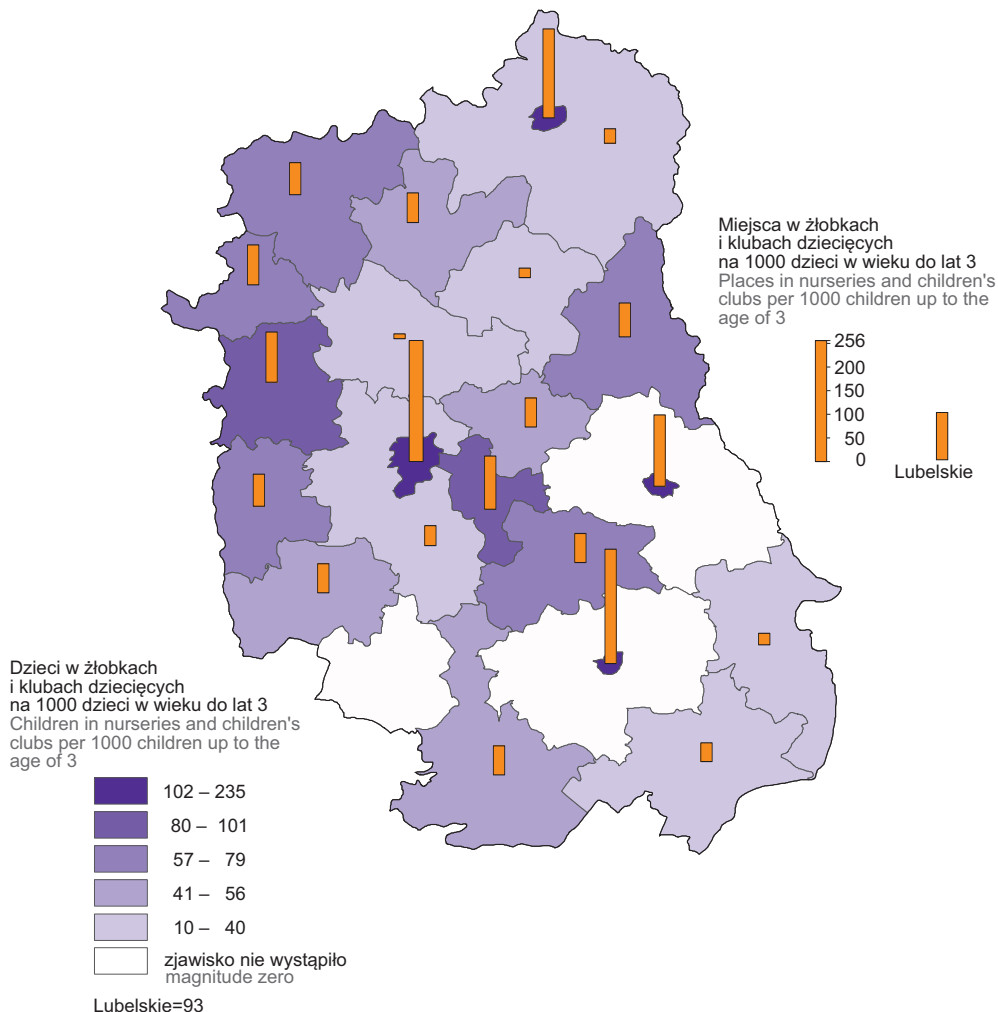 Miejsca w żłobkach
i klubach dziecięcych
na 1000 dzieci w wieku do lat 3
Places in nurseries and children's
clubs per 1000 children up to the
age of 3
256
200
150
100
50
0
Lubelskie
Dzieci w żłobkach
i klubach dziecięcych
na 1000 dzieci w wieku do lat 3
Children in nurseries and children's
clubs per 1000 children up to the
age of 3
102 – 235
80 – 101
57 – 79
41 – 56
10 – 40
zjawisko nie wystąpiło
magnitude zero
Lubelskie=93